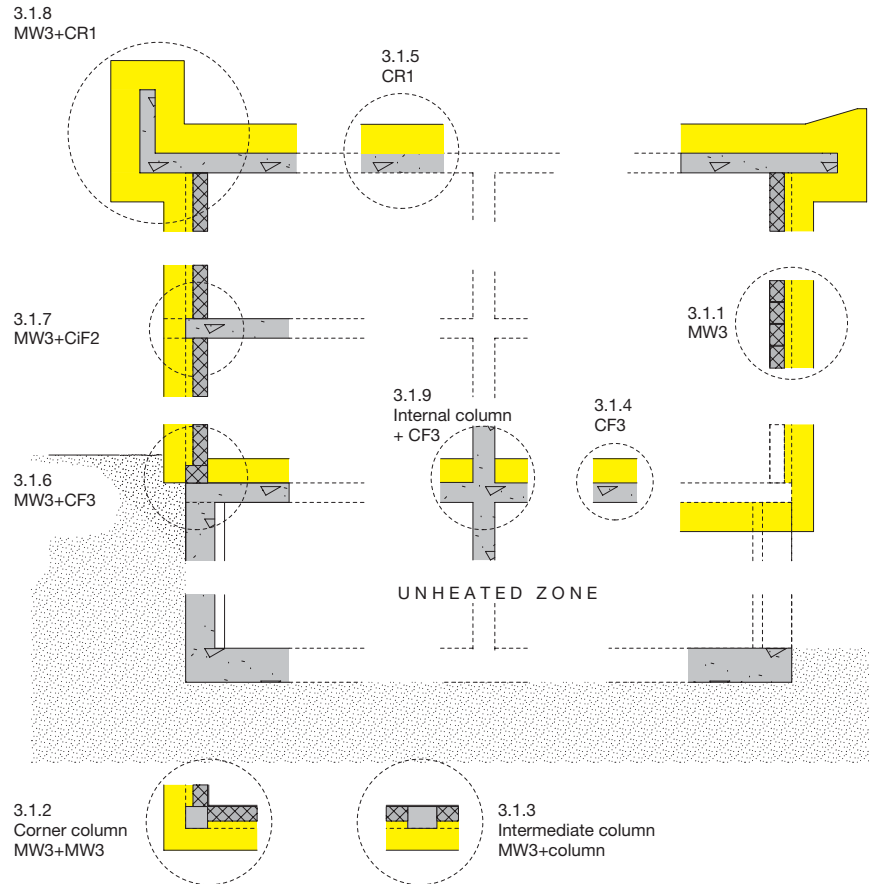 3.1.8
MW3+CR1
3.1.5
CR1
3.1.7
MW3+CiF2
3.1.1
MW3
3.1.9
Internal column
+ CF3
3.1.4
CF3
3.1.6
MW3+CF3
UNHEATED ZONE
3.1.2
Corner column
MW3+MW3
3.1.3
Intermediate column
MW3+column